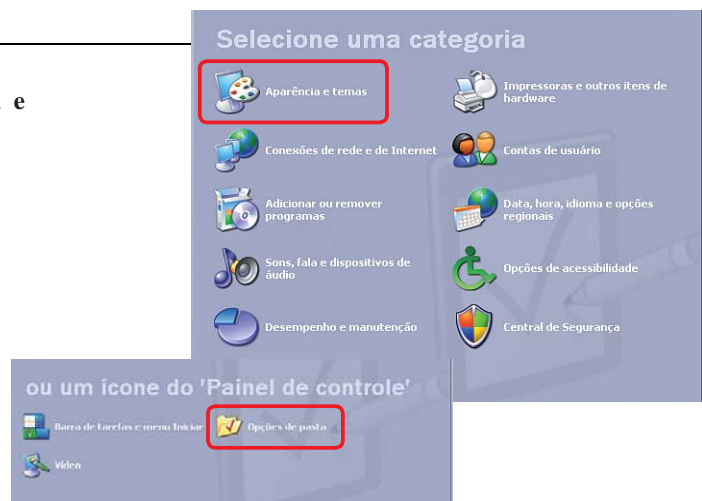 Selecione uma categoria
e
Aparência e temas
Impressoras e outros itens de
hardware
Conexões de rede e de Internet
Contas de usuário
Adicionar ou remover
programas
Data, hora, idioma e opções
regionais
Sons, fala e dispositivos de
áudio
Opções de acessibilidade
Desempenho e manutenção
Central de Segurança
ou um ícone do 'Painel de controle'
Barra de tarefas e menu Iniciar
Opções de pasta
Vídeo